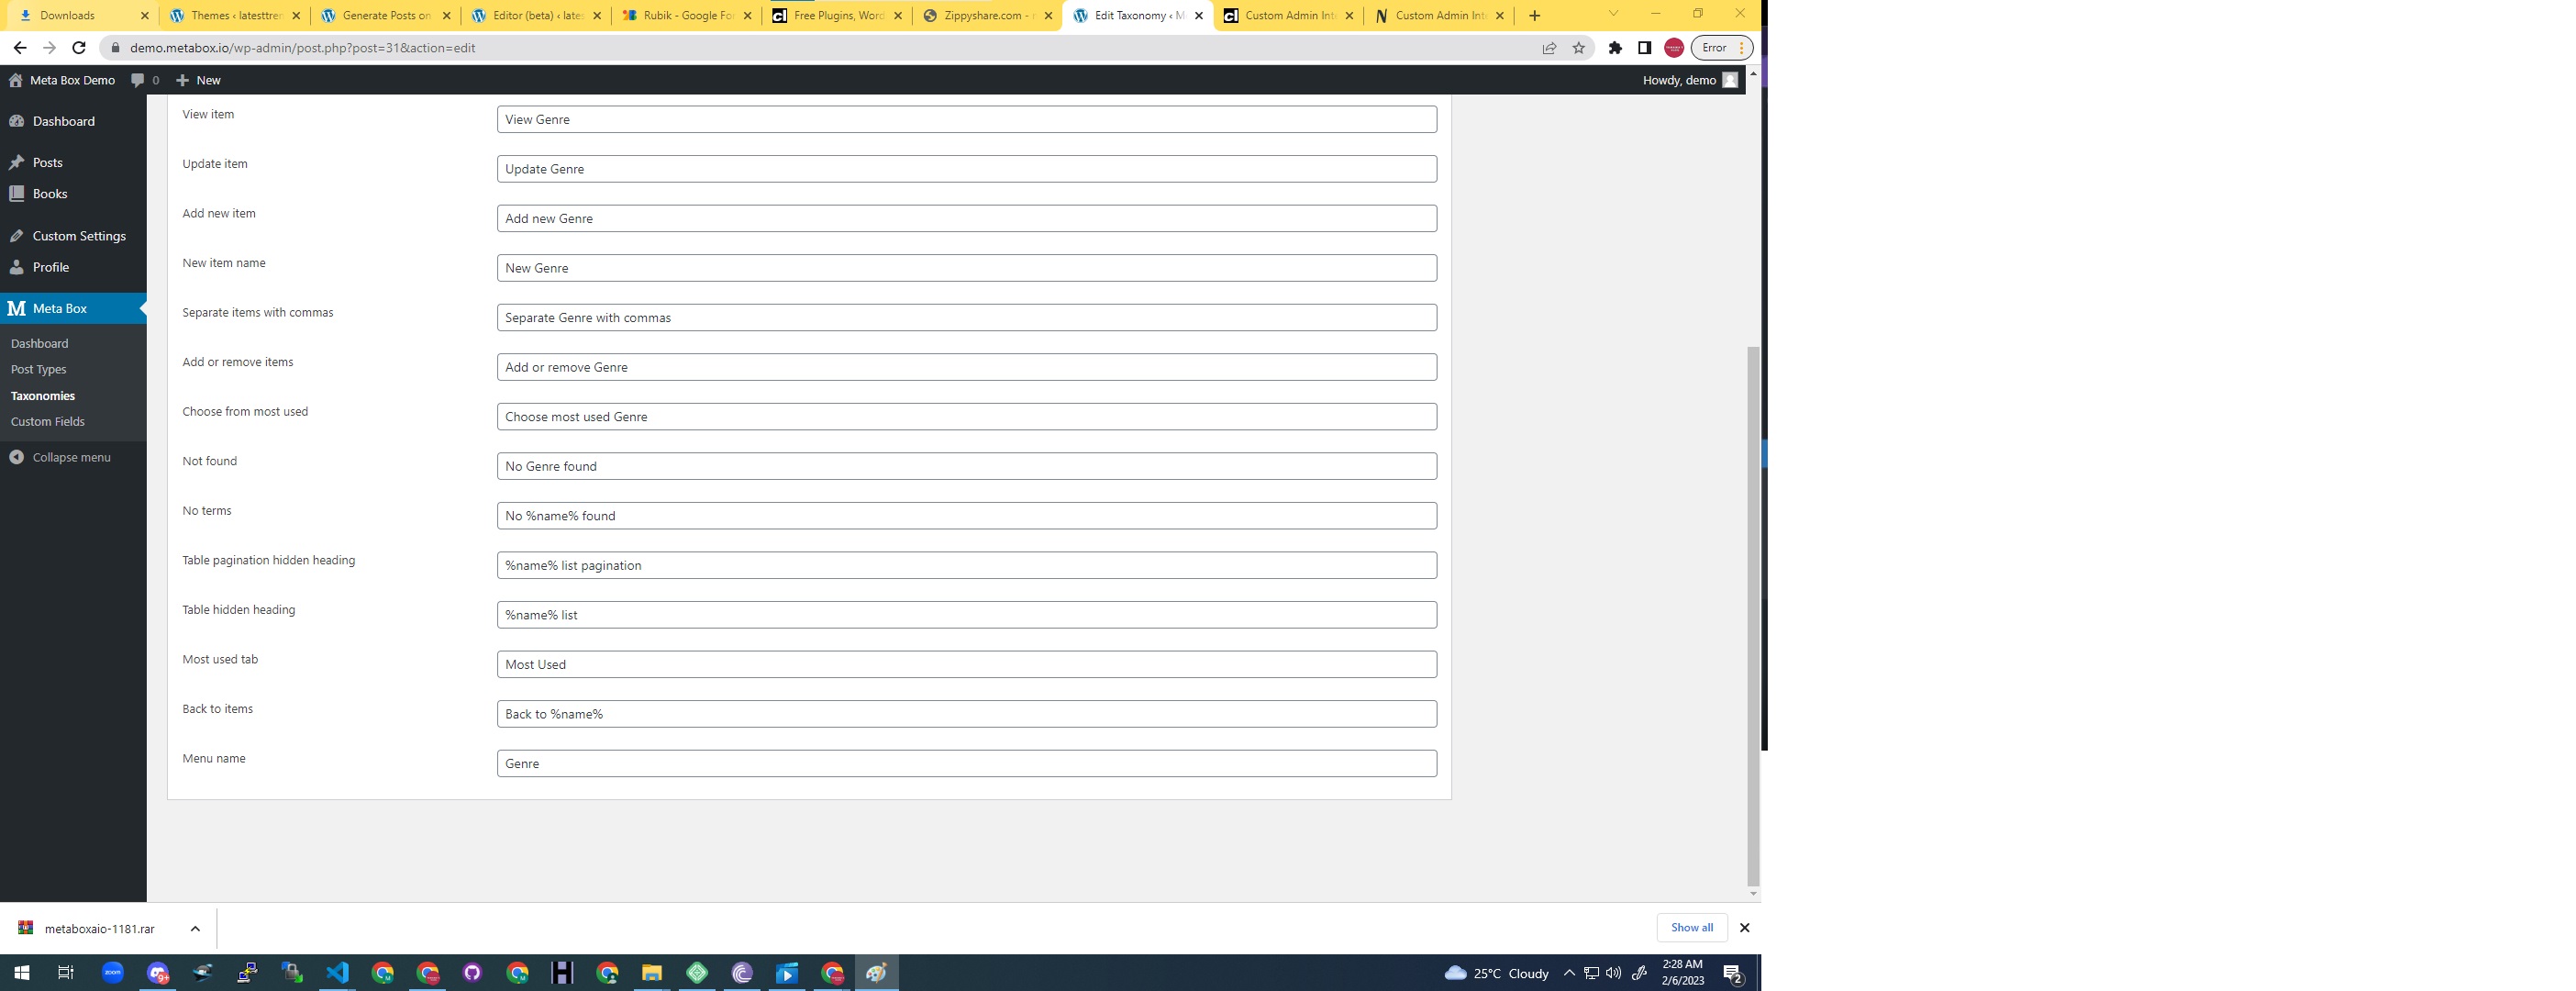 Downloads
Themes ‹ latesttren
Generate Posts on
Editor (beta) ‹ lates
Rubik - Google For
Free Plugins, Word
Zippyshare.com -
Edit Taxonomy ‹ M
Custom Admin Int
Custom Admin Int
demo.metabox.io/wp-admin/post.php?post=31&action=edit
Error
Meta Box Demo
0
New
Howdy, demo
Dashboard
Posts
Books
Custom Settings
Profile
Meta Box
Dashboard
Post Types
Taxonomies
Custom Fields
Collapse menu
View item
View Genre
Update item
Update Genre
Add new item
Add new Genre
New item name
New Genre
Separate items with commas
Separate Genre with commas
Add or remove items
Add or remove Genre
Choose from most used
Choose most used Genre
Not found
No Genre found
No terms
No %name% found
Table pagination hidden heading
%name% list pagination
Table hidden heading
%name% list
Most used tab
Most Used
Back to items
Back to %name%
Menu name
Genre
metaboxaio-1181.rar
Show all
zoom
9+
25°C Cloudy
2:28 AM
2/6/2023
2